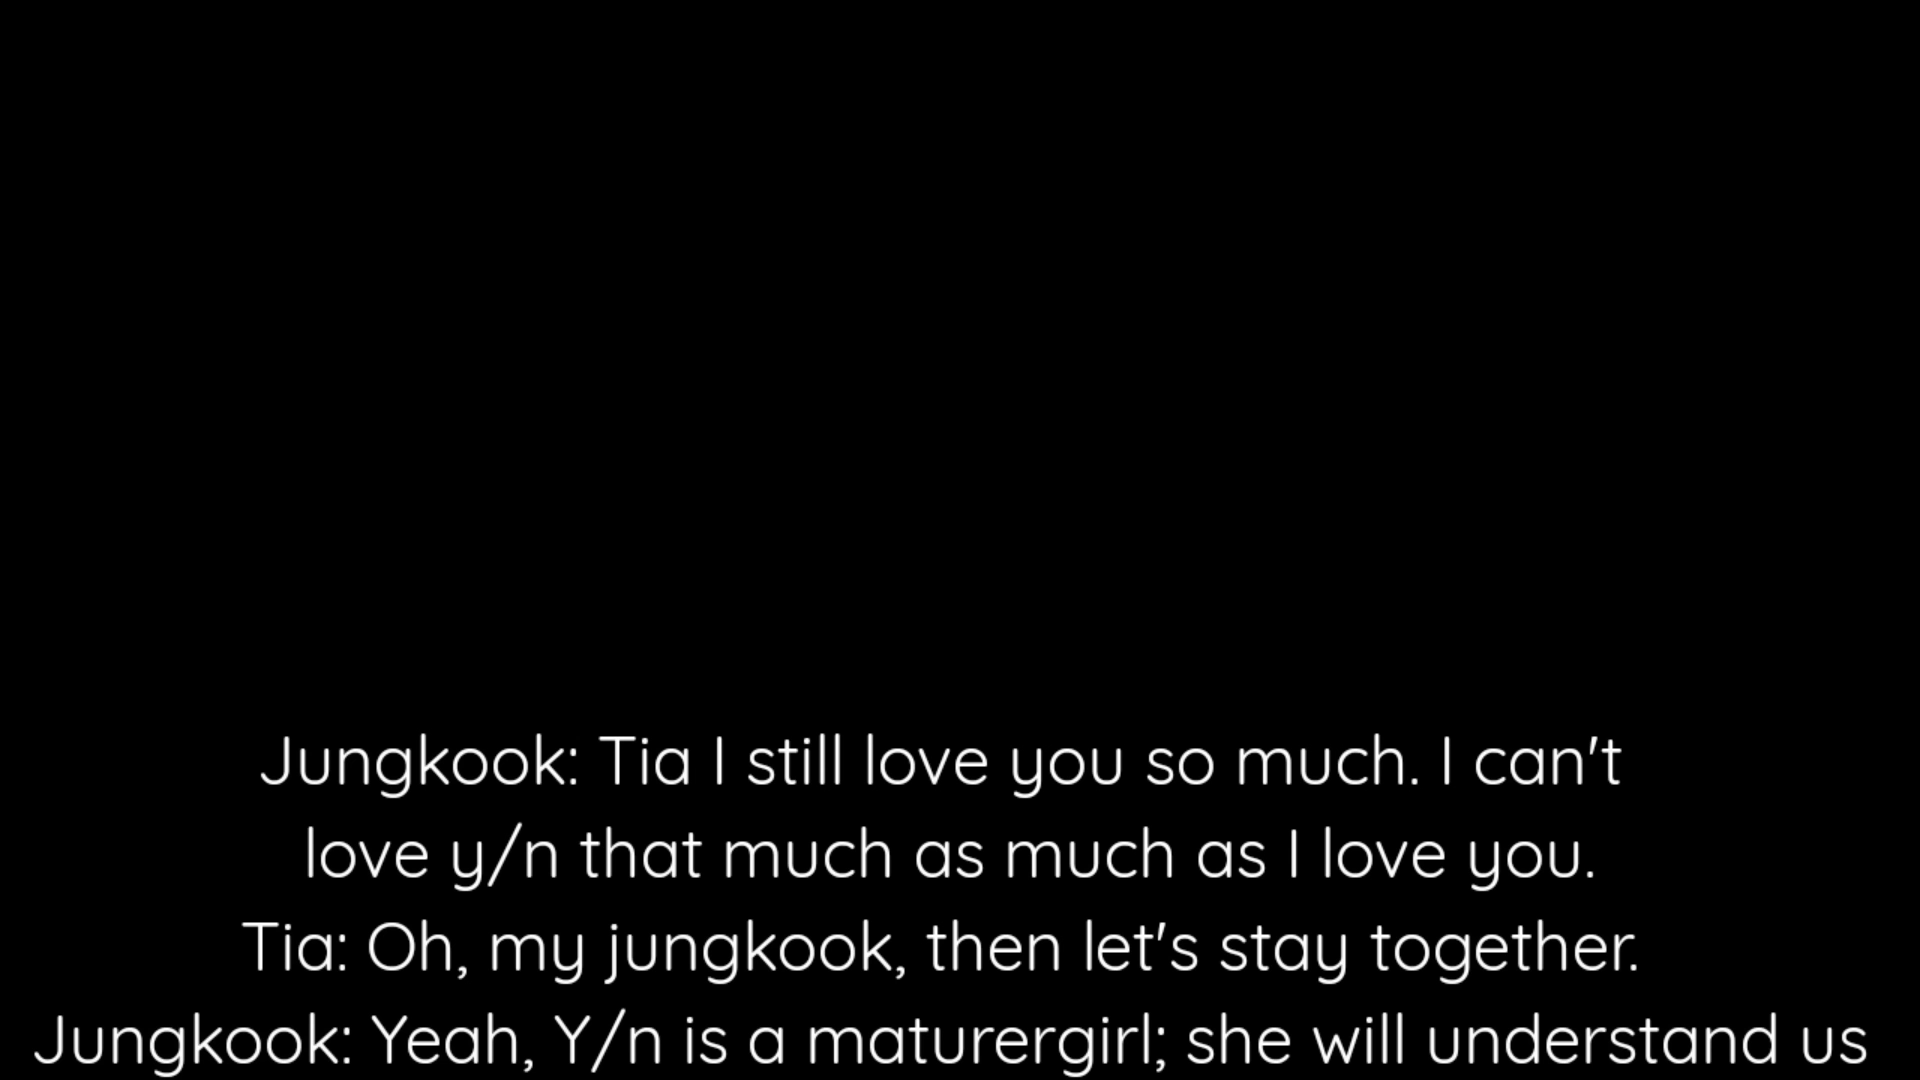 Jungkook: Tia I still love you so much. I can't
love y/n that much as much as I love you.
Tia: Oh, my jungkook, then let's stay together.
Jungkook: Yeah, Y/n is a maturergirl; she will understand us